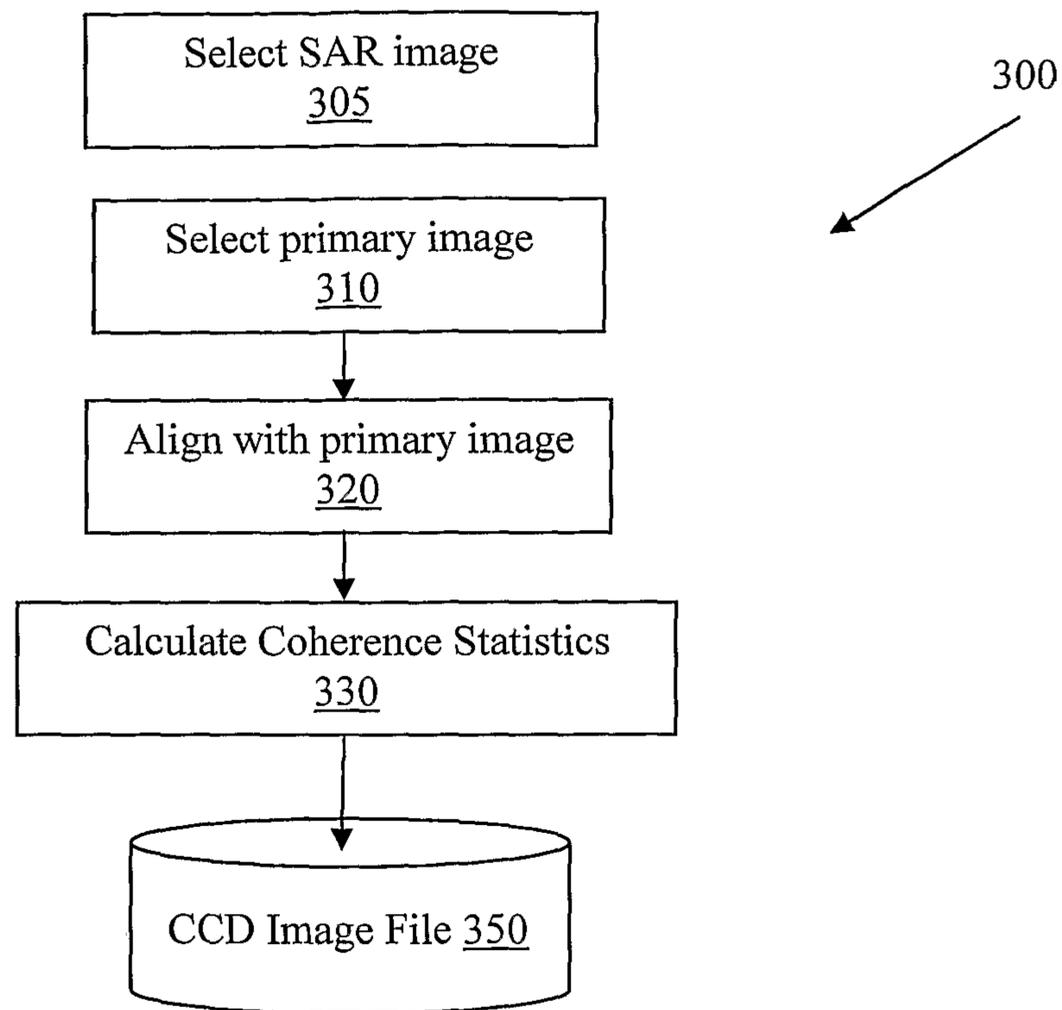 Select SAR image
305
300
Select primary image
310
Align with primary image
320
Calculate Coherence Statistics
330
CCD Image File 350